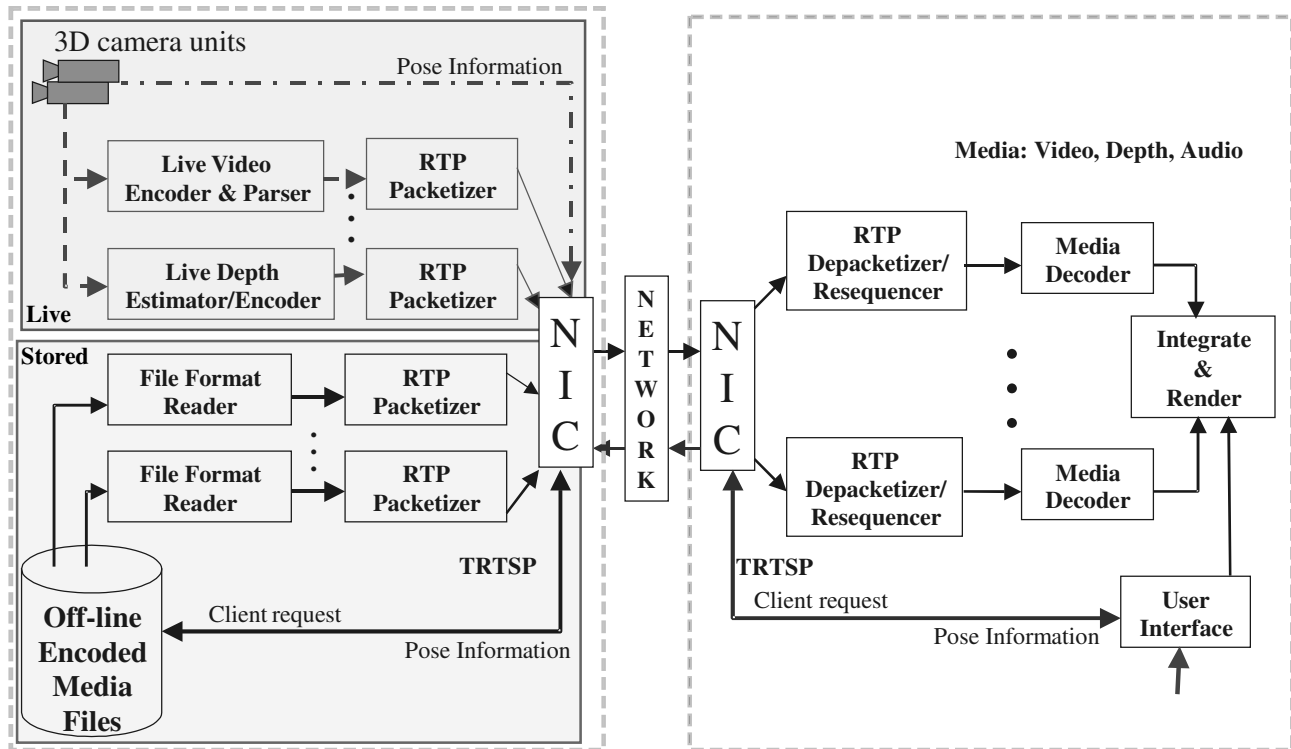 3D camera units
Pose Information
Live Video
Encoder & Parser
RTP
Packetizer
Live Depth
Estimator/Encoder
RTP
Packetizer
Live
Stored
File Format
Reader
RTP
Packetizer
File Format
Reader
RTP
Packetizer
Off-line
Encoded
Media
Files
TRTSP
Client request
Pose Information
N
I
C
N
E
T
W
O
R
K
N
I
C
Media: Video, Depth, Audio
RTP
Depacketizer/
Resequencer
Media
Decoder
Integrate
&
Render
RTP
Depacketizer/
Resequencer
Media
Decoder
TRTSP
Client request
Pose Information
User
Interface